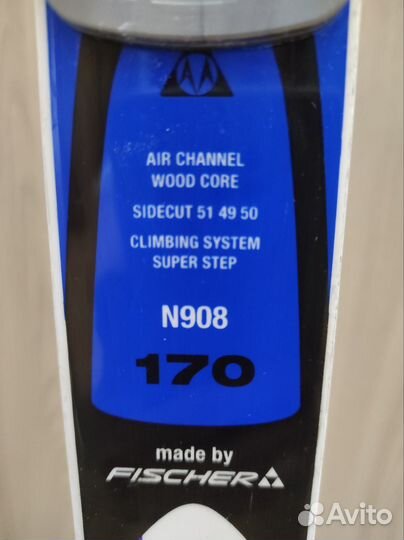 AIR CHANNEL
WOOD CORE
SIDECUT 51 49 50
CLIMBING SYSTEM
SUPER STEP
N908
170
made by
FISCHER
Avito